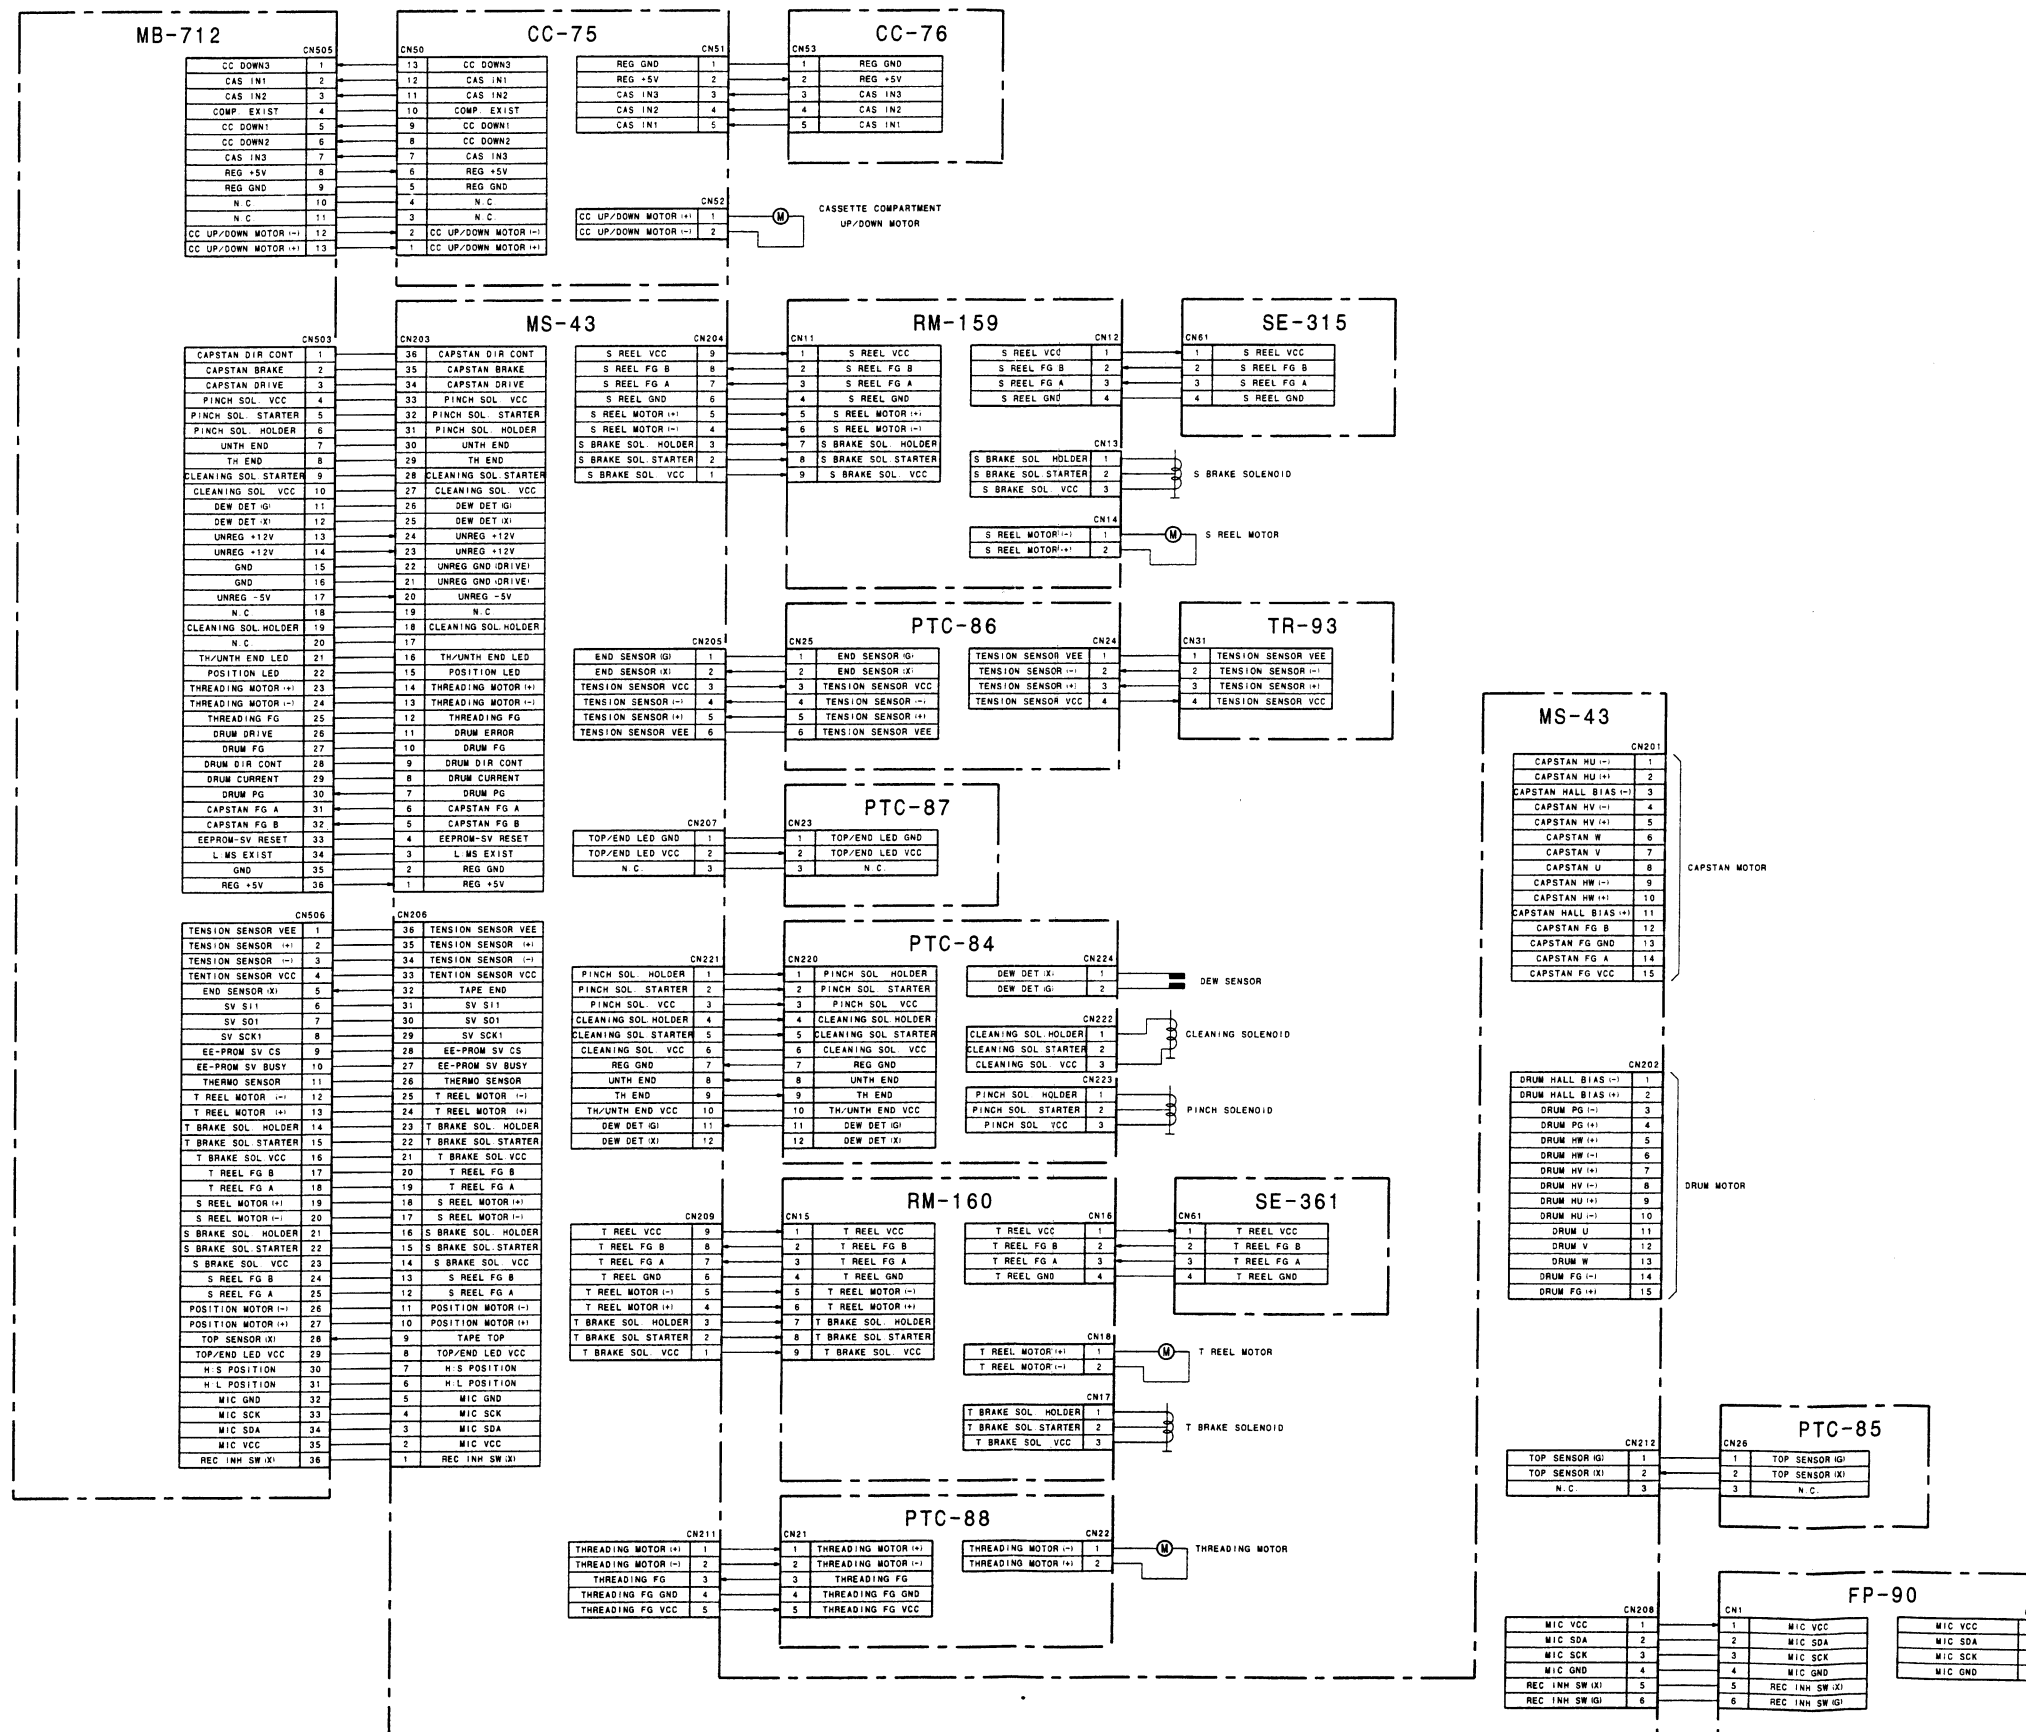 MB-712
CN505
CC DOWN3 1
CAS IN1 2
CAS IN2 3
COMP. EXIST 4
CC DOWN1 5
CC DOWN2 6
CAS IN3 7
REG +5V 8
REG GND 9
N.C. 10
N.C. 11
CC UP/DOWN MOTOR (-) 12
CC UP/DOWN MOTOR (+) 13
CC-75
CN50
13 CC DOWN3
12 CAS IN1
11 CAS IN2
10 COMP. EXIST
9 CC DOWN1
8 CC DOWN2
7 CAS IN3
6 REG +5V
5 REG GND
4 N.C
3 N.C.
2 CC UP/DOWN MOTOR (-)
1 CC UP/DOWN MOTOR (+)
CN51
REG GND 1
REG +5V 2
CAS IN3 3
CAS IN2 4
CAS IN1 5
CN52
CC UP/DOWN MOTOR (+) 1
CC UP/DOWN MOTOR (-) 2
M
CASSETTE COMPARTMENT
UP/DOWN MOTOR
CC-76
CN53
1 REG GND
2 REG +5V
3 CAS IN3
4 CAS IN2
5 CAS IN1
CN503
CAPSTAN DIR CONT 1
CAPSTAN BRAKE 2
CAPSTAN DRIVE 3
PINCH SOL. VCC 4
PINCH SOL. STARTER 5
PINCH SOL. HOLDER 6
UNTH END 7
TH END 8
CLEANING SOL.STARTER 9
CLEANING SOL VCC 10
DEW DET (G) 11
DEW DET (X) 12
UNREG +12V 13
UNREG +12V 14
GND 15
GND 16
UNREG -5V 17
N.C 18
CLEANING SOL.HOLDER 19
N.C. 20
TH/UNTH END LED 21
POSITION LED 22
THREADING MOTOR (+) 23
THREADING MOTOR (-) 24
THREADING FG 25
DRUM DRIVE 26
DRUM FG 27
DRUM DIR CONT 28
DRUM CURRENT 29
DRUM PG 30
CAPSTAN FG A 31
CAPSTAN FG B 32
EEPROM-SV RESET 33
L:MS EXIST 34
GND 35
REG +5V 36
MS-43
CN203
36 CAPSTAN DIR CONT
35 CAPSTAN BRAKE
34 CAPSTAN DRIVE
33 PINCH SOL. VCC
32 PINCH SOL. STARTER
31 PINCH SOL. HOLDER
30 UNTH END
29 TH END
28 CLEANING SOL.STARTER
27 CLEANING SOL. VCC
26 DEW DET (G)
25 DEW DET (X)
24 UNREG +12V
23 UNREG +12V
22 UNREG GND (DRIVE)
21 UNREG GND (DRIVE)
20 UNREG -5V
19 N.C
18 CLEANING SOL.HOLDER
17
16 TH/UNTH END LED
15 POSITION LED
14 THREADING MOTOR (+)
13 THREADING MOTOR (-)
12 THREADING FG
11 DRUM ERROR
10 DRUM FG
9 DRUM DIR CONT
8 DRUM CURRENT
7 DRUM PG
6 CAPSTAN FG A
5 CAPSTAN FG B
4 EEPROM-SV RESET
3 L:MS EXIST
2 REG GND
1 REG +5V
CN204
S REEL VCC 9
S REEL FG B 8
S REEL FG A 7
S REEL GND 6
S REEL MOTOR (+) 5
S REEL MOTOR (-) 4
S BRAKE SOL. HOLDER 3
S BRAKE SOL.STARTER 2
S BRAKE SOL. VCC 1
RM-159
CN11
1 S REEL VCC
2 S REEL FG B
3 S REEL FG A
4 S REEL GND
5 S REEL MOTOR (+)
6 S REEL MOTOR (-)
7 S BRAKE SOL. HOLDER
8 S BRAKE SOL.STARTER
9 S BRAKE SOL. VCC
CN12
S REEL VCC 1
S REEL FG B 2
S REEL FG A 3
S REEL GND 4
CN13
S BRAKE SOL HOLDER 1
S BRAKE SOL.STARTER 2
S BRAKE SOL. VCC 3
S BRAKE SOLENOID
CN14
S REEL MOTOR (-) 1
S REEL MOTOR (+) 2
M
S REEL MOTOR
SE-315
CN61
1 S REEL VCC
2 S REEL FG B
3 S REEL FG A
4 S REEL GND
CN205
END SENSOR (G) 1
END SENSOR (X) 2
TENSION SENSOR VCC 3
TENSION SENSOR (-) 4
TENSION SENSOR (+) 5
TENSION SENSOR VEE 6
PTC-86
CN25
1 END SENSOR (G)
2 END SENSOR (X)
3 TENSION SENSOR VCC
4 TENSION SENSOR (-)
5 TENSION SENSOR (+)
6 TENSION SENSOR VEE
CN24
TENSION SENSOR VEE 1
TENSION SENSOR (-) 2
TENSION SENSOR (+) 3
TENSION SENSOR VCC 4
TR-93
CN31
1 TENSION SENSOR VEE
2 TENSION SENSOR (-)
3 TENSION SENSOR (+)
4 TENSION SENSOR VCC
CN207
TOP/END LED GND 1
TOP/END LED VCC 2
N C. 3
PTC-87
CN23
1 TOP/END LED GND
2 TOP/END LED VCC
3 N C.
CN506
TENSION SENSOR VEE 1
TENSION SENSOR (+) 2
TENSION SENSOR (-) 3
TENTION SENSOR VCC 4
END SENSOR (X) 5
SV SI1 6
SV SO1 7
SV SCK1 8
EE-PROM SV CS 9
EE-PROM SV BUSY 10
THERMO SENSOR 11
T REEL MOTOR (-) 12
T REEL MOTOR (+) 13
T BRAKE SOL. HOLDER 14
T BRAKE SOL.STARTER 15
T BRAKE SOL.VCC 16
T REEL FG B 17
T REEL FG A 18
S REEL MOTOR (+) 19
S REEL MOTOR (-) 20
S BRAKE SOL. HOLDER 21
S BRAKE SOL.STARTER 22
S BRAKE SOL. VCC 23
S REEL FG B 24
S REEL FG A 25
POSITION MOTOR (-) 26
POSITION MOTOR (+) 27
TOP SENSOR (X) 28
TOP/END LED VCC 29
H:S POSITION 30
H:L POSITION 31
MIC GND 32
MIC SCK 33
MIC SDA 34
MIC VCC 35
REC INH SW (X) 36
CN206
36 TENSION SENSOR VEE
35 TENSION SENSOR (+)
34 TENSION SENSOR (-)
33 TENTION SENSOR VCC
32 TAPE END
31 SV SI1
30 SV SO1
29 SV SCK1
28 EE-PROM SV CS
27 EE-PROM SV BUSY
26 THERMO SENSOR
25 T REEL MOTOR (-)
24 T REEL MOTOR (+)
23 T BRAKE SOL. HOLDER
22 T BRAKE SOL.STARTER
21 T BRAKE SOL.VCC
20 T REEL FG B
19 T REEL FG A
18 S REEL MOTOR (+)
17 S REEL MOTOR (-)
16 S BRAKE SOL. HOLDER
15 S BRAKE SOL.STARTER
14 S BRAKE SOL. VCC
13 S REEL FG B
12 S REEL FG A
11 POSITION MOTOR (-)
10 POSITION MOTOR (+)
9 TAPE TOP
8 TOP/END LED VCC
7 H:S POSITION
6 H:L POSITION
5 MIC GND
4 MIC SCK
3 MIC SDA
2 MIC VCC
1 REC INH SW (X)
CN221
PINCH SOL. HOLDER 1
PINCH SOL. STARTER 2
PINCH SOL. VCC 3
CLEANING SOL.HOLDER 4
CLEANING SOL STARTER 5
CLEANING SOL. VCC 6
REG GND 7
UNTH END 8
TH END 9
TH/UNTH END VCC 10
DEW DET (G) 11
DEW DET (X) 12
PTC-84
CN220
1 PINCH SOL HOLDER
2 PINCH SOL. STARTER
3 PINCH SOL VCC
4 CLEANING SOL.HOLDER
5 CLEANING SOL STARTER
6 CLEANING SOL. VCC
7 REG GND
8 UNTH END
9 TH END
10 TH/UNTH END VCC
11 DEW DET (G)
12 DEW DET (X)
CN224
DEW DET (X) 1
DEW DET (G) 2
DEW SENSOR
CN222
CLEANING SOL.HOLDER 1
CLEANING SOL STARTER 2
CLEANING SOL. VCC 3
CLEANING SOLENOID
CN223
PINCH SOL. HOLDER 1
PINCH SOL. STARTER 2
PINCH SOL VCC 3
PINCH SOLENOID
CN209
T REEL VCC 9
T REEL FG B 8
T REEL FG A 7
T REEL GND 6
T REEL MOTOR (-) 5
T REEL MOTOR (+) 4
T BRAKE SOL. HOLDER 3
T BRAKE SOL STARTER 2
T BRAKE SOL. VCC 1
RM-160
CN15
1 T REEL VCC
2 T REEL FG B
3 T REEL FG A
4 T REEL GND
5 T REEL MOTOR (-)
6 T REEL MOTOR (+)
7 T BRAKE SOL. HOLDER
8 T BRAKE SOL.STARTER
9 T BRAKE SOL. VCC
CN16
T REEL VCC 1
T REEL FG B 2
T REEL FG A 3
T REEL GND 4
CN18
T REEL MOTOR (+) 1
T REEL MOTOR (-) 2
M
T REEL MOTOR
CN17
T BRAKE SOL HOLDER 1
T BRAKE SOL STARTER 2
T BRAKE SOL VCC 3
T BRAKE SOLENOID
SE-361
CN61
1 T REEL VCC
2 T REEL FG B
3 T REEL FG A
4 T REEL GND
CN211
THREADING MOTOR (+) 1
THREADING MOTOR (-) 2
THREADING FG 3
THREADING FG GND 4
THREADING FG VCC 5
PTC-88
CN21
1 THREADING MOTOR (+)
2 THREADING MOTOR (-)
3 THREADING FG
4 THREADING FG GND
5 THREADING FG VCC
CN22
THREADING MOTOR (-) 1
THREADING MOTOR (+) 2
M
THREADING MOTOR
MS-43
CN201
CAPSTAN HU (-) 1
CAPSTAN HU (+) 2
CAPSTAN HALL BIAS (-) 3
CAPSTAN HV (-) 4
CAPSTAN HV (+) 5
CAPSTAN W 6
CAPSTAN V 7
CAPSTAN U 8
CAPSTAN HW (-) 9
CAPSTAN HW (+) 10
CAPSTAN HALL BIAS (+) 11
CAPSTAN FG B 12
CAPSTAN FG GND 13
CAPSTAN FG A 14
CAPSTAN FG VCC 15
CAPSTAN MOTOR
CN202
DRUM HALL BIAS (-) 1
DRUM HALL BIAS (+) 2
DRUM PG (-) 3
DRUM PG (+) 4
DRUM HW (+) 5
DRUM HW (-) 6
DRUM HV (+) 7
DRUM HV (-) 8
DRUM HU (+) 9
DRUM HU (-) 10
DRUM U 11
DRUM V 12
DRUM W 13
DRUM FG (-) 14
DRUM FG (+) 15
DRUM MOTOR
CN212
TOP SENSOR (G) 1
TOP SENSOR (X) 2
N.C. 3
PTC-85
CN26
1 TOP SENSOR (G)
2 TOP SENSOR (X)
3 N.C.
CN208
MIC VCC 1
MIC SDA 2
MIC SCK 3
MIC GND 4
REC INH SW (X) 5
REC INH SW (G) 6
FP-90
CN1
1 MIC VCC
2 MIC SDA
3 MIC SCK
4 MIC GND
5 REC INH SW (X)
6 REC INH SW (G)
MIC VCC
MIC SDA
MIC SCK
MIC GND